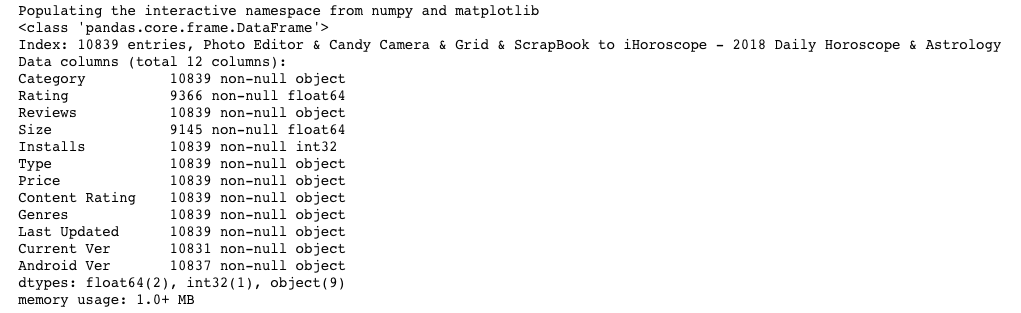 Populating the interactive namespace from numpy and matplotlib
<class 'pandas.core.frame.DataFrame'>
Index: 10839 entries, Photo Editor & Candy Camera & Grid & ScrapBook to iHoroscope - 2018 Daily Horoscope & Astrology
Data columns (total 12 columns):
Category          10839 non-null object
Rating            9366 non-null float64
Reviews           10839 non-null object
Size              9145 non-null float64
Installs          10839 non-null int32
Type              10839 non-null object
Price             10839 non-null object
Content Rating    10839 non-null object
Genres            10839 non-null object
Last Updated      10839 non-null object
Current Ver       10831 non-null object
Android Ver       10837 non-null object
dtypes: float64(2), int32(1), object(9)
memory usage: 1.0+ MB